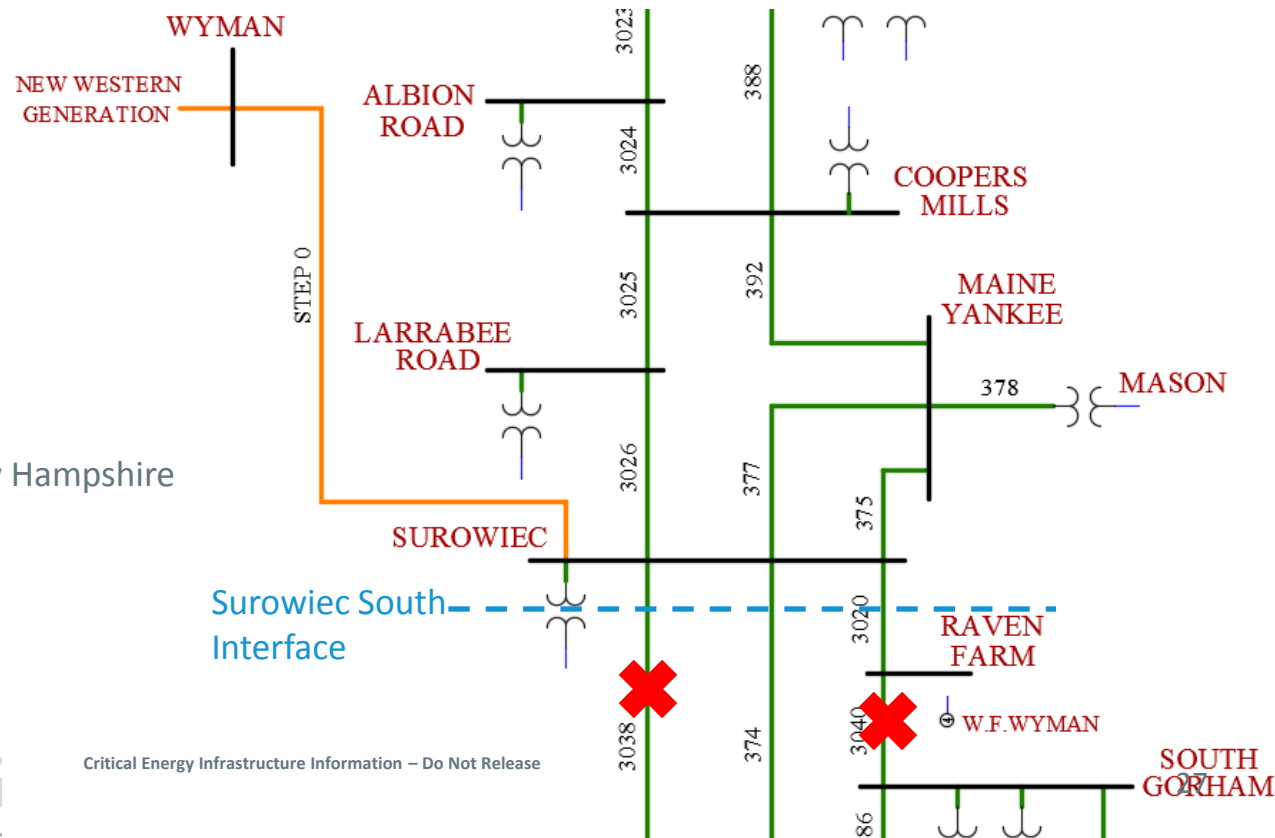 WYMAN
NEW WESTERN
GENERATION
STEP 0
ALBION
ROAD
3023
388
3024
COOPERS
MILLS
3025
392
MAINE
YANKEE
LARRABEE
ROAD
378
MASON
3026
377
375
Hampshire
SUROWIEC
Surowiec South
Interface
3020
RAVEN
FARM
3040
W.F.WYMAN
3038
374
Critical Energy Infrastructure Information – Do Not Release
SOUTH
GORHAM
27
86